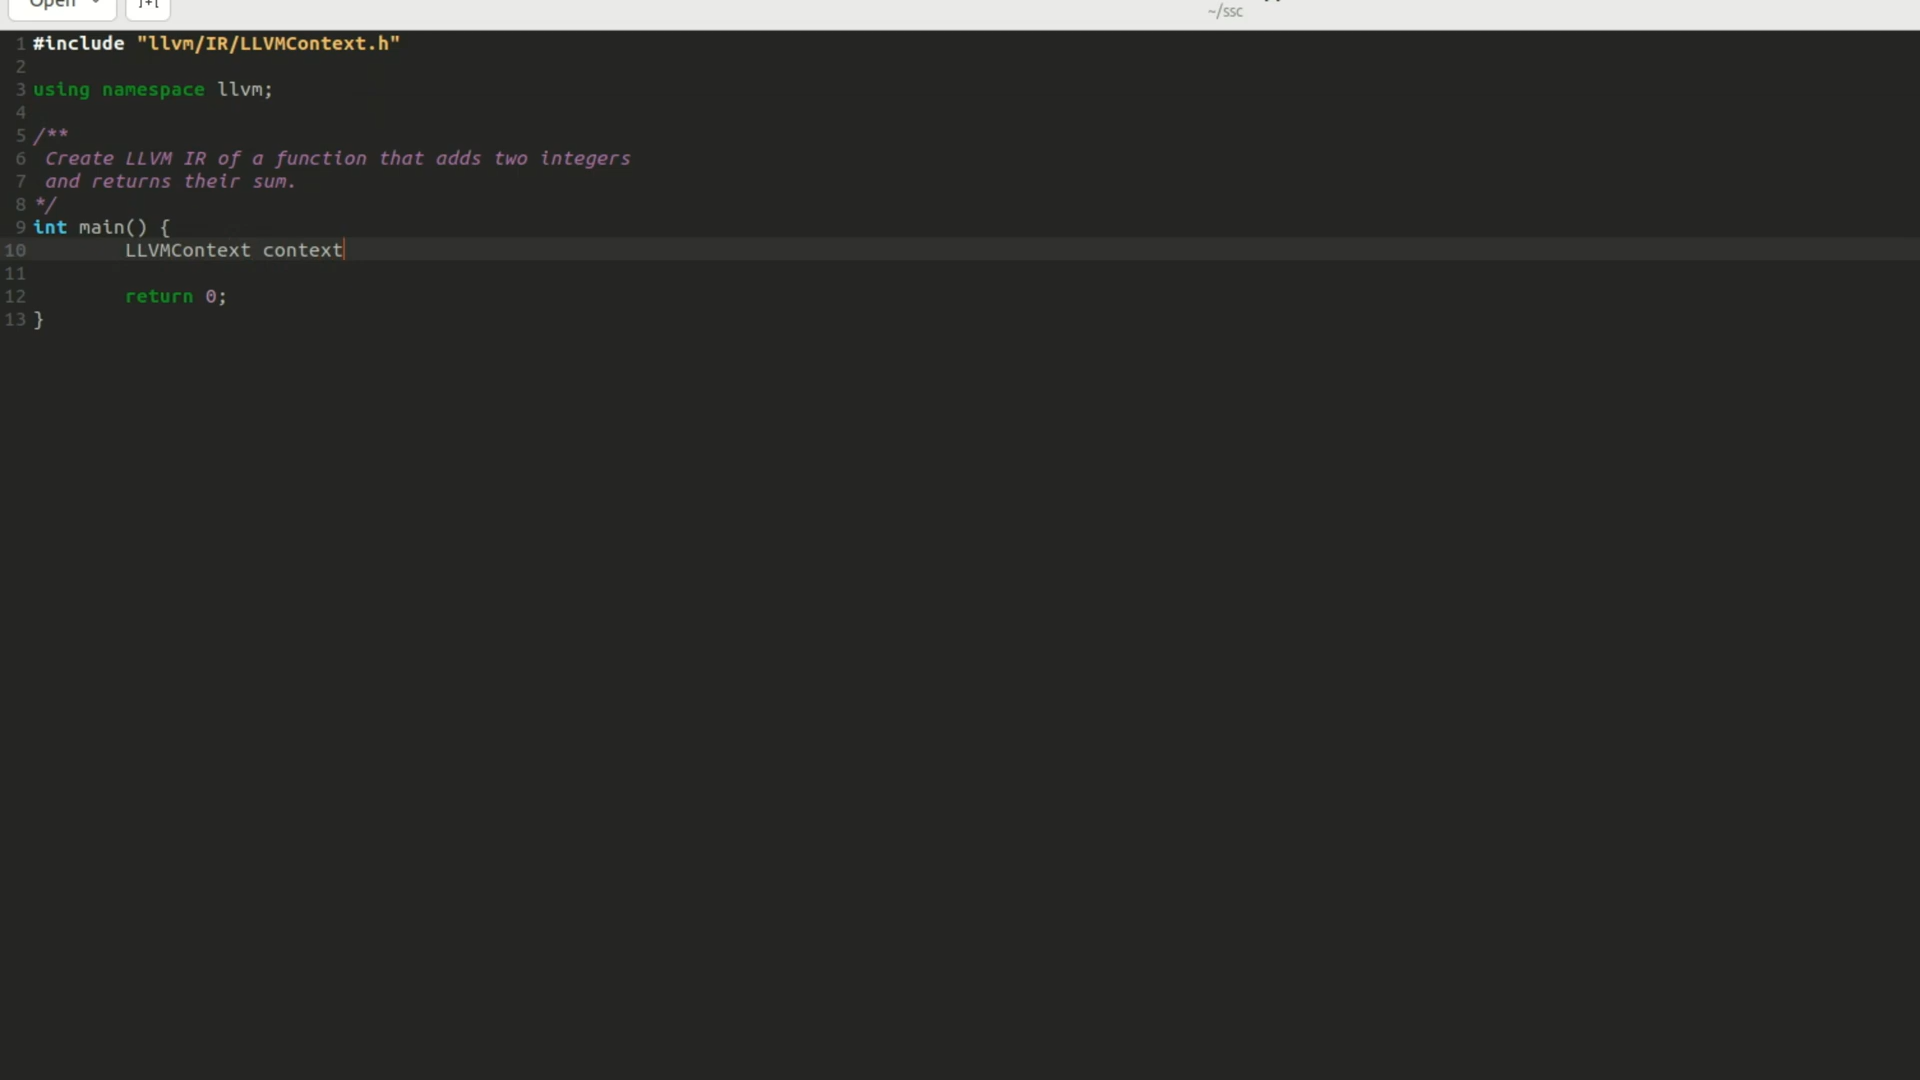 Open
~/ssc
1 #include "llvm/IR/LLVMContext.h"
2
3 using namespace llvm;
4
5 /**
6 Create LLVM IR of a function that adds two integers
7 and returns their sum.
8 */
9 int main() {
10 LLVMContext context
11
12 return 0;
13 }